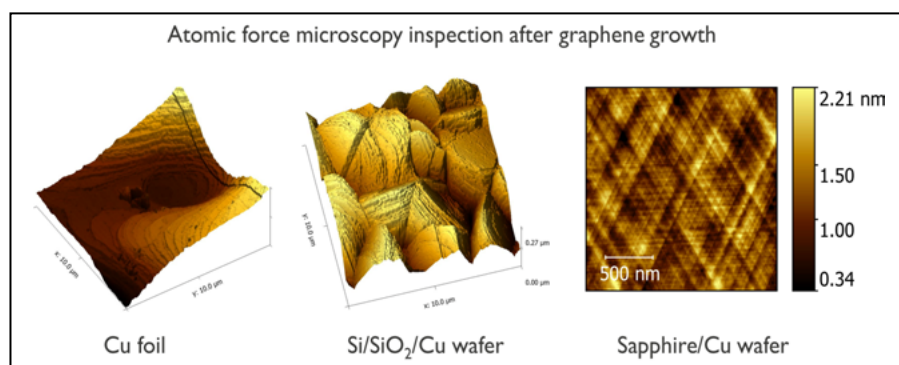 Atomic force microscopy inspection after graphene growth
x: 10.0 µm
y: 10.0 µm
y: 10.0 µm
x: 10.0 µm
0.27 µm
0.00 µm
500 nm
2.21 nm
1.50
1.00
0.34
Cu foil
Si/SiO₂/Cu wafer
Sapphire/Cu wafer